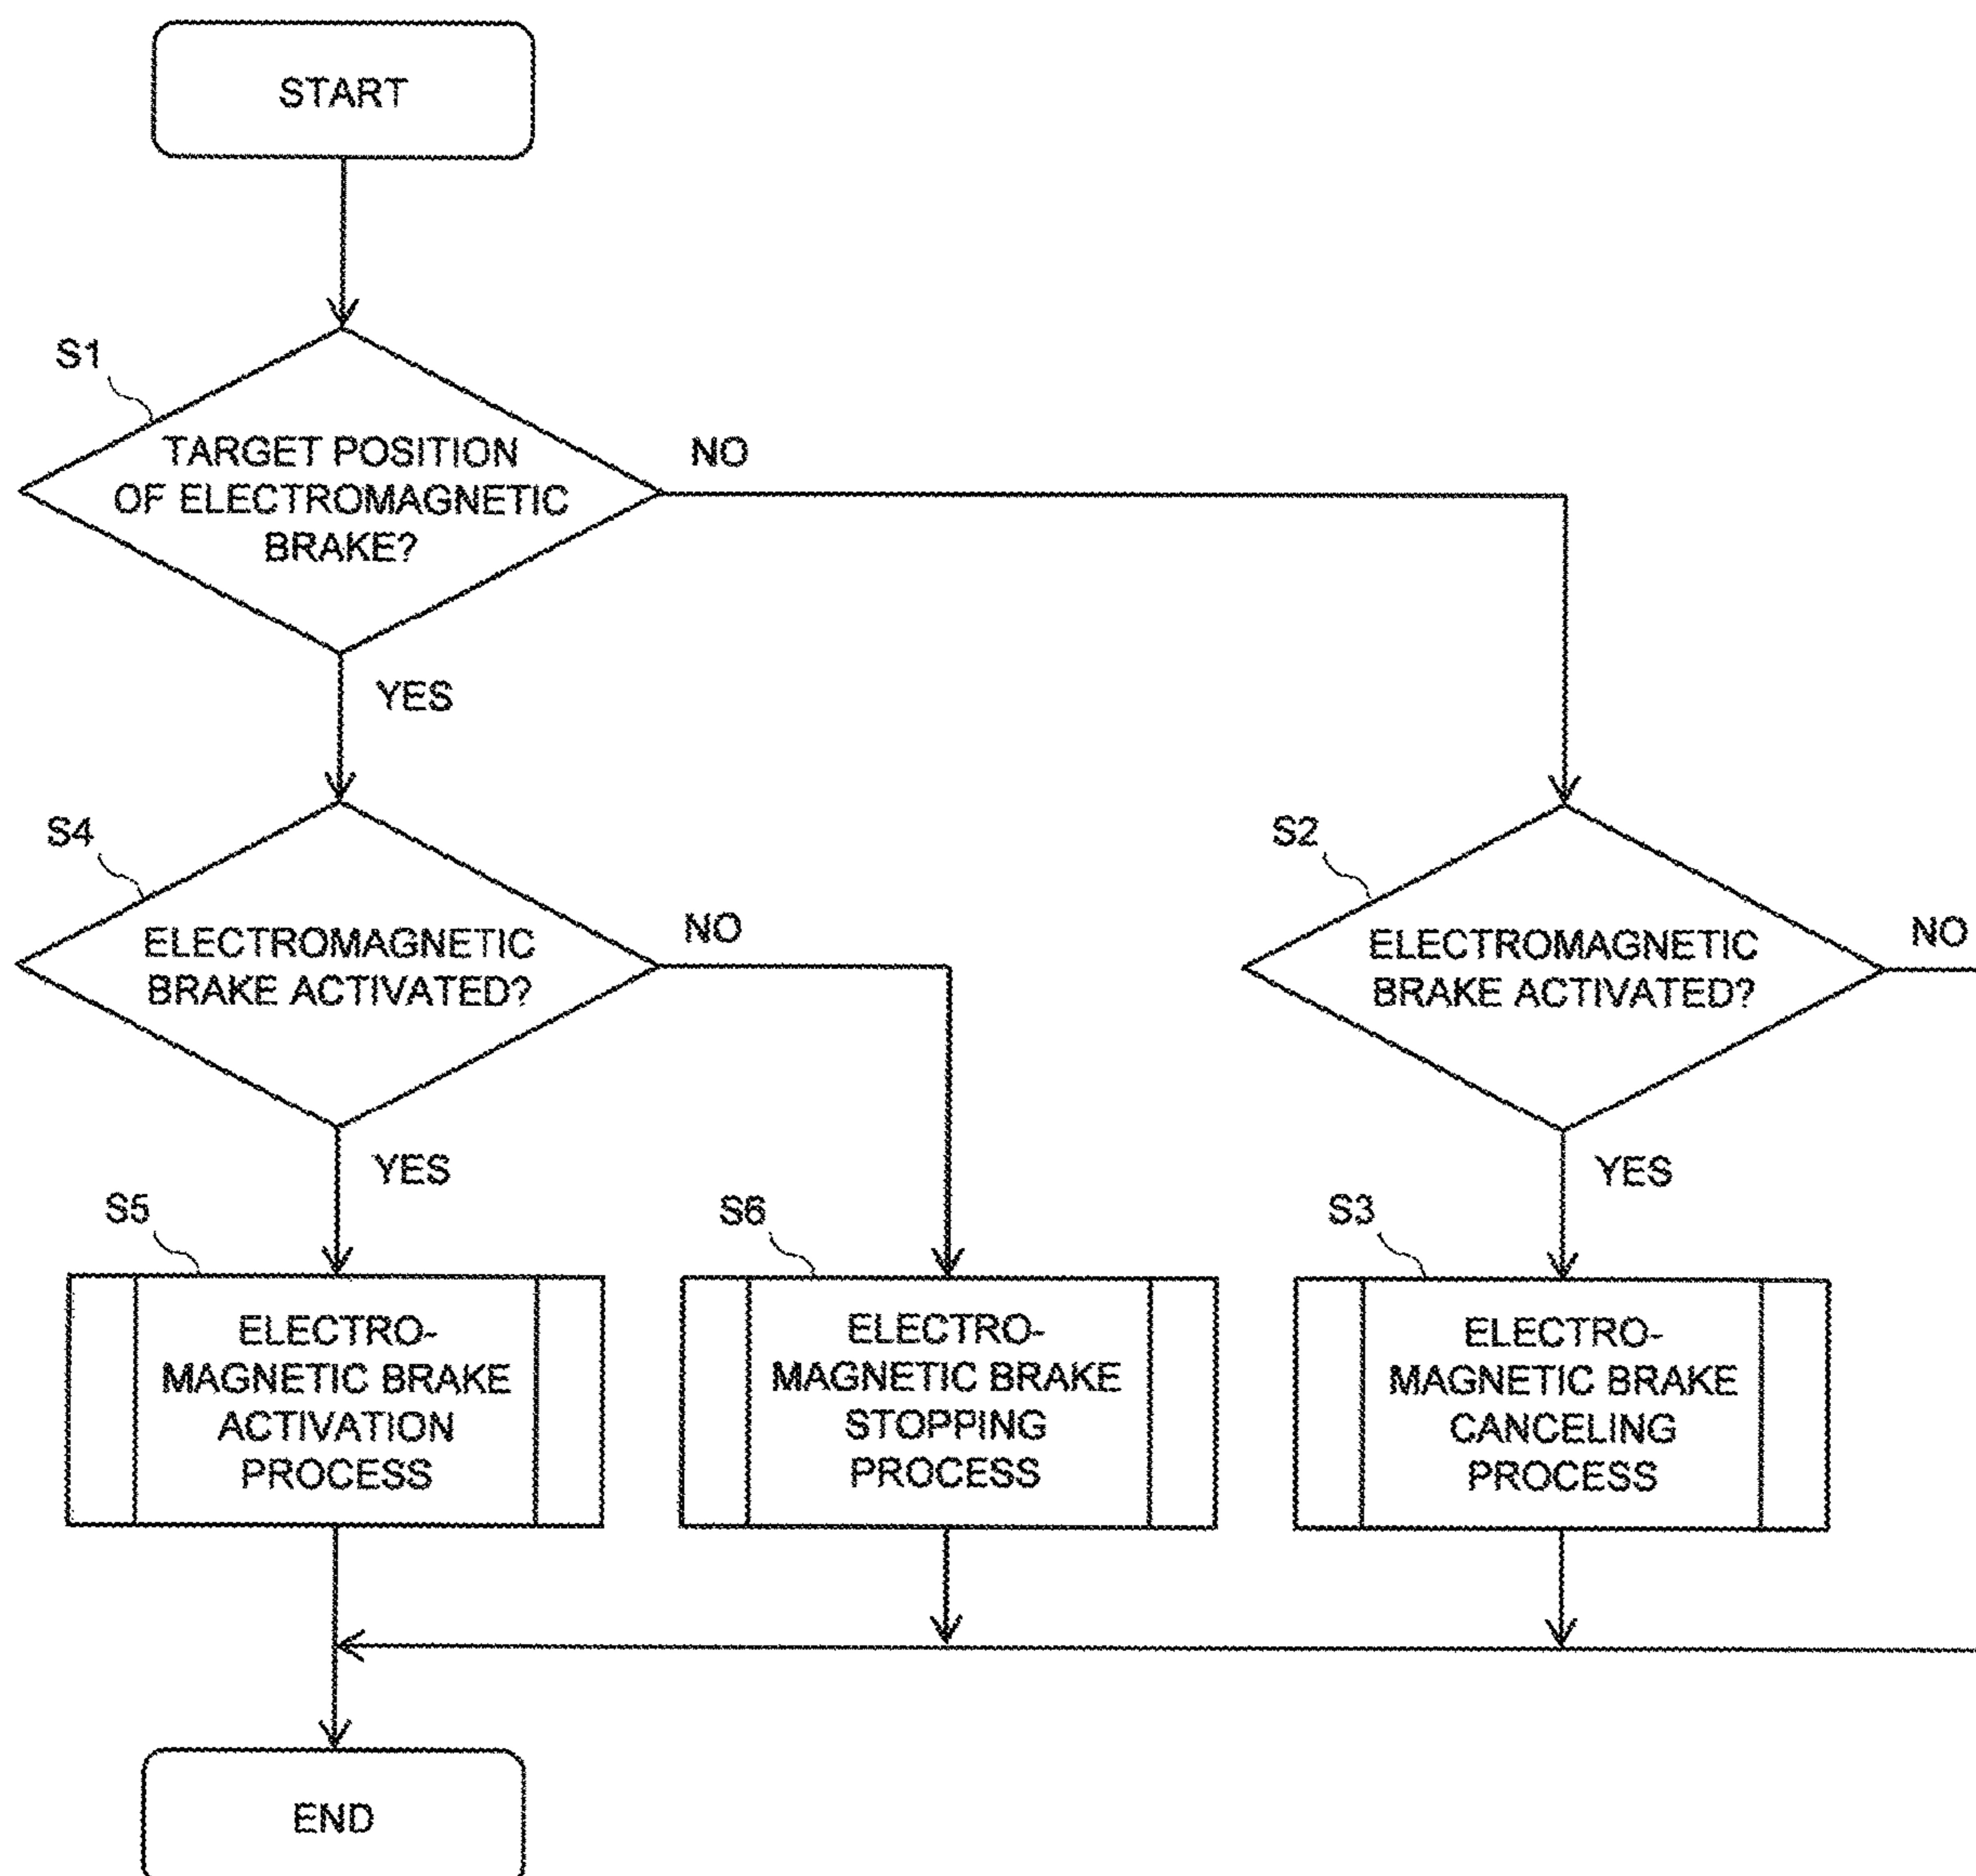 START
S1
TARGET POSITION
OF ELECTROMAGNETIC
BRAKE?
NO
YES
S4
ELECTROMAGNETIC
BRAKE ACTIVATED?
NO
S2
ELECTROMAGNETIC
BRAKE ACTIVATED?
NO
YES
YES
S5
ELECTRO-
MAGNETIC BRAKE
ACTIVATION
PROCESS
S6
ELECTRO-
MAGNETIC BRAKE
STOPPING
PROCESS
S3
ELECTRO-
MAGNETIC BRAKE
CANCELING
PROCESS
END